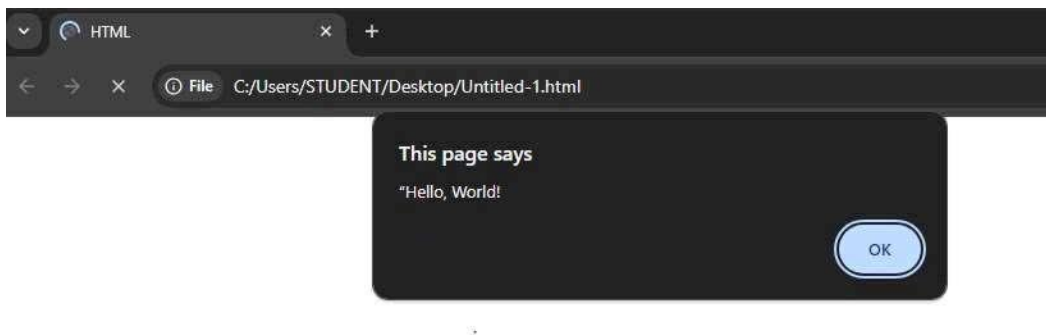 HTML
File C:/Users/STUDENT/Desktop/Untitled-1.html
This page says
“Hello, World!
OK